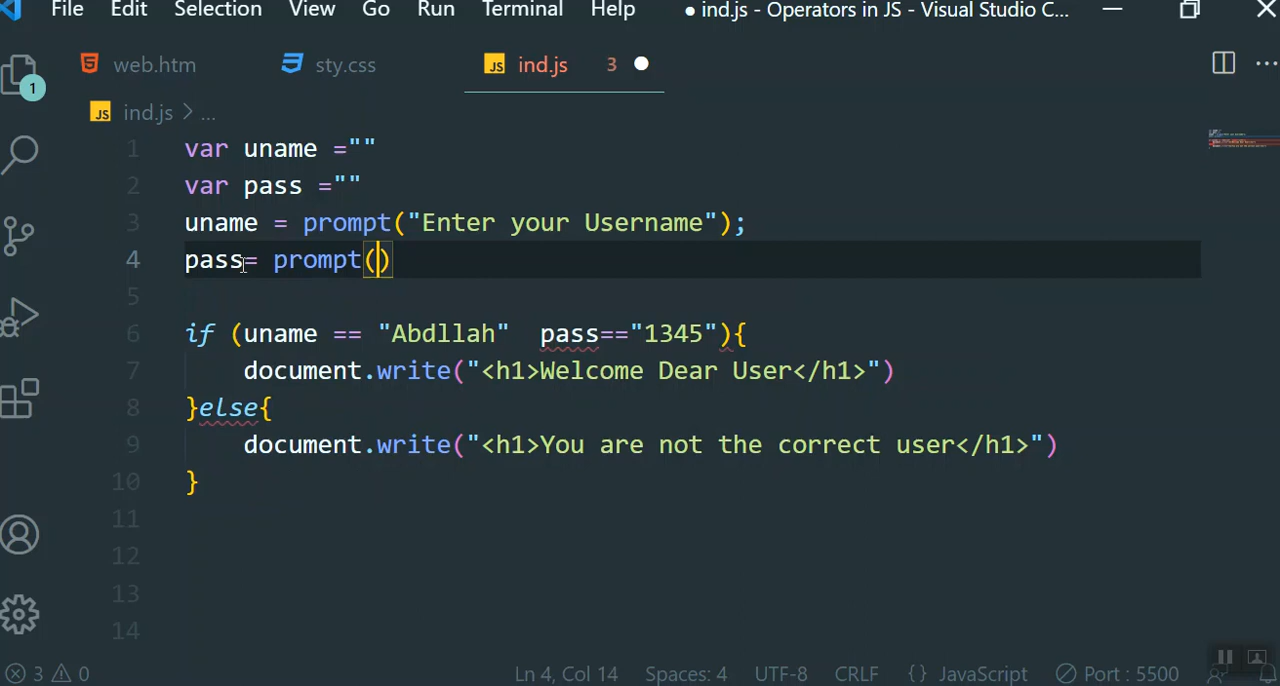 File Edit Selection View Go Run Terminal Help ● ind.js - Operators in JS - Visual Studio C...
web.htm sty.css JS ind.js 3
1
JS ind.js > ...
1 var uname =""
2 var pass =""
3 uname = prompt("Enter your Username");
4 pass= prompt()
5
6 if (uname == "Abdllah"  pass=="1345"){
7     document.write("<h1>Welcome Dear User</h1>")
8 }else{
9     document.write("<h1>You are not the correct user</h1>")
10 }
11
12
13
14
3 0 Ln 4, Col 14 Spaces: 4 UTF-8 CRLF {} JavaScript Port : 5500